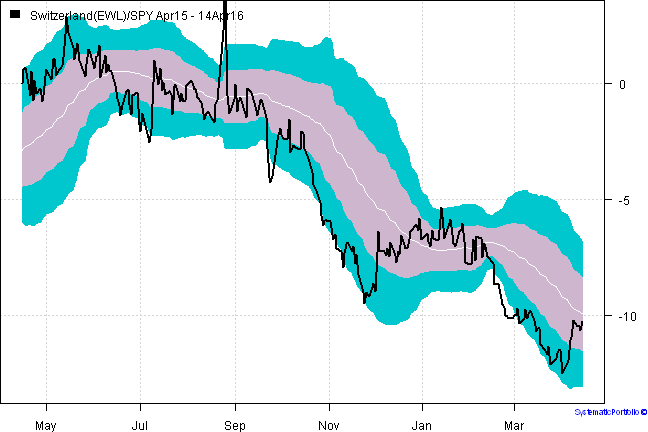 Switzerland(EWL)/SPY Apr15 - 14Apr16
0
-5
-10
May Jul Sep Nov Jan Mar
SystematicPortfolio ©